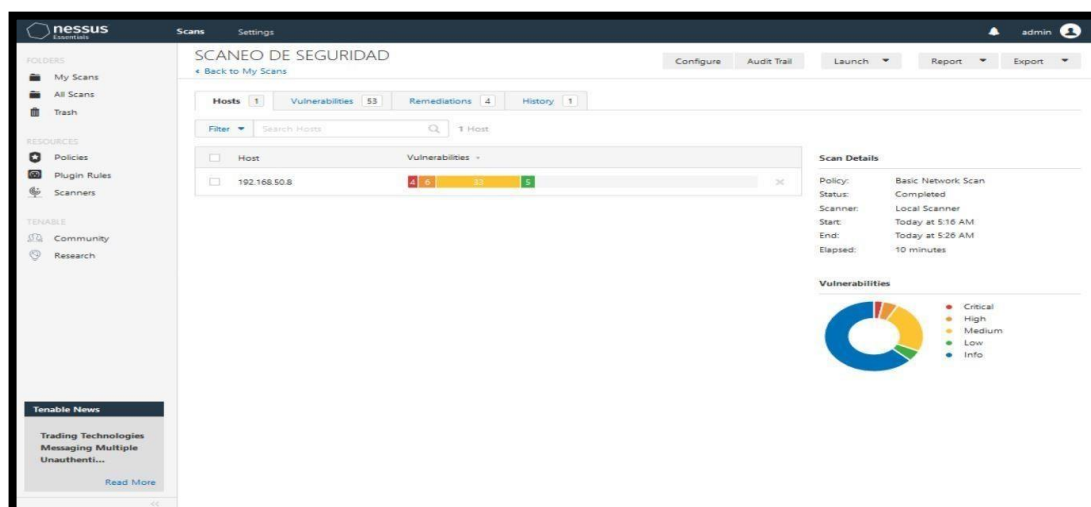 nessus
Essentials
Scans
Settings
admin
FOLDERS
My Scans
All Scans
Trash
RESOURCES
Policies
Plugin Rules
Scanners
TENABLE
Community
Research
Tenable News
Trading Technologies
Messaging Multiple
Unauthenti...
Read More
SCANEO DE SEGURIDAD
Back to My Scans
Configure
Audit Trail
Launch
Report
Export
Hosts 1
Vulnerabilities 53
Remediations 4
History 1
Filter
Search Hosts
1 Host
Host
Vulnerabilities
192.168.50.8
4 6 33 5
Scan Details
Policy: Basic Network Scan
Status: Completed
Scanner: Local Scanner
Start: Today at 5:16 AM
End: Today at 5:26 AM
Elapsed: 10 minutes
Vulnerabilities
Critical
High
Medium
Low
Info